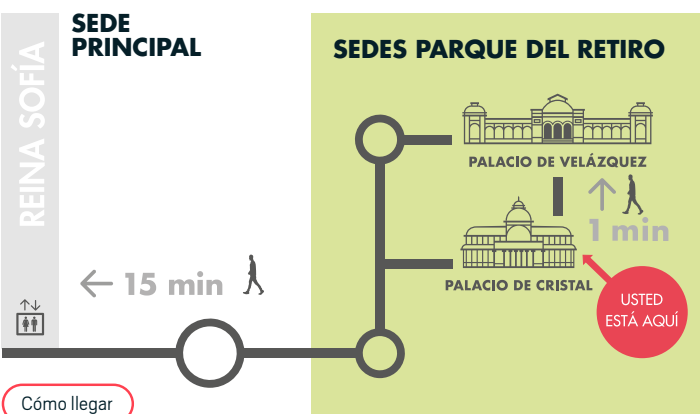 SEDE
PRINCIPAL
SEDES PARQUE DEL RETIRO
REINA SOFÍA
PALACIO DE VELÁZQUEZ
1 min
PALACIO DE CRISTAL
← 15 min
USTED
ESTÁ AQUÍ
Cómo llegar